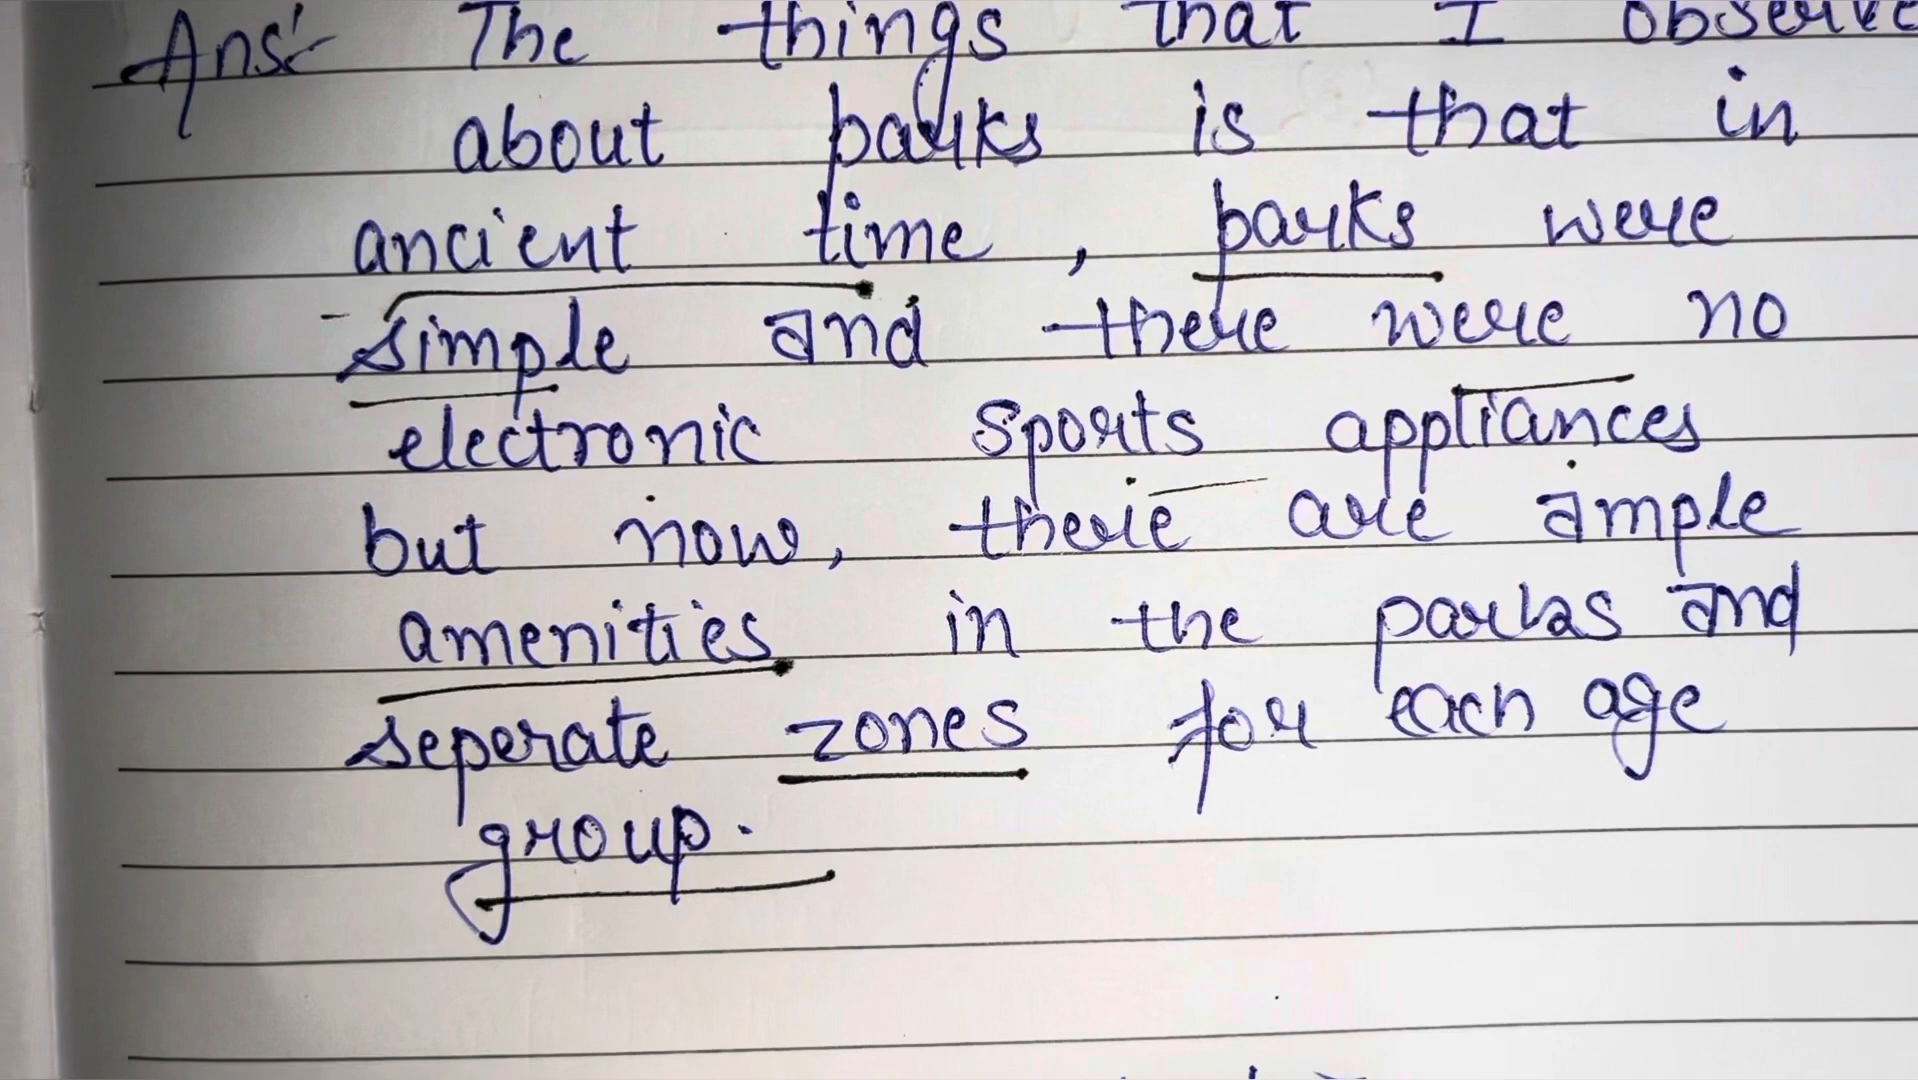 Ans:- The things that I observe
about parks is that in
ancient time, parks were
simple and there were no
electronic sports appliances
but now, there are ample
amenities in the parks and
seperate zones for each age
group.